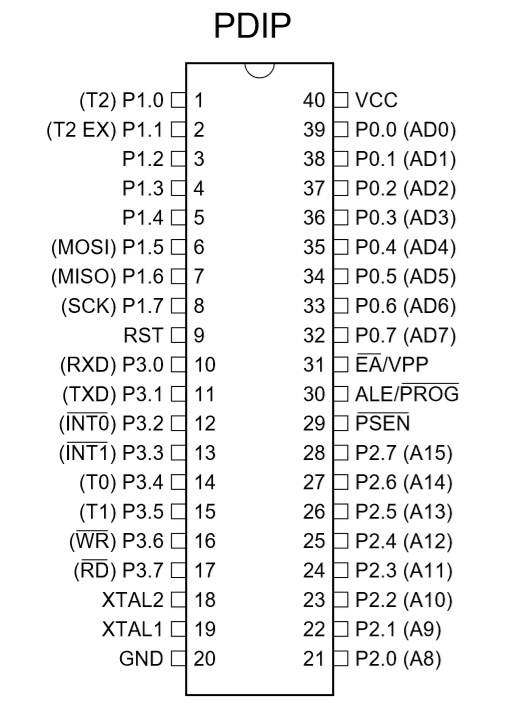 PDIP
(T2) P1.0 1 40 VCC
(T2 EX) P1.1 2 39 P0.0 (AD0)
P1.2 3 38 P0.1 (AD1)
P1.3 4 37 P0.2 (AD2)
P1.4 5 36 P0.3 (AD3)
(MOSI) P1.5 6 35 P0.4 (AD4)
(MISO) P1.6 7 34 P0.5 (AD5)
(SCK) P1.7 8 33 P0.6 (AD6)
RST 9 32 P0.7 (AD7)
(RXD) P3.0 10 31 E̅A̅/VPP
(TXD) P3.1 11 30 ALE/P̅R̅O̅G̅
(I̅N̅T̅0̅) P3.2 12 29 P̅S̅E̅N̅
(I̅N̅T̅1̅) P3.3 13 28 P2.7 (A15)
(T0) P3.4 14 27 P2.6 (A14)
(T1) P3.5 15 26 P2.5 (A13)
(W̅R̅) P3.6 16 25 P2.4 (A12)
(R̅D̅) P3.7 17 24 P2.3 (A11)
XTAL2 18 23 P2.2 (A10)
XTAL1 19 22 P2.1 (A9)
GND 20 21 P2.0 (A8)